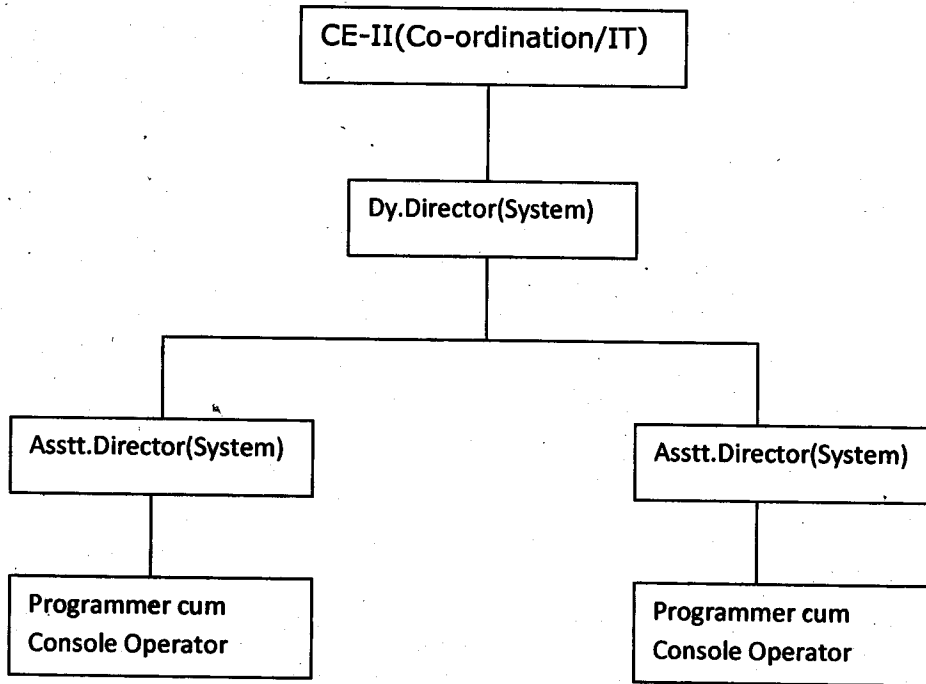 CE-II(Co-ordination/IT)
Dy.Director(System)
Asstt.Director(System)
Asstt.Director(System)
Programmer cum
Console Operator
Programmer cum
Console Operator